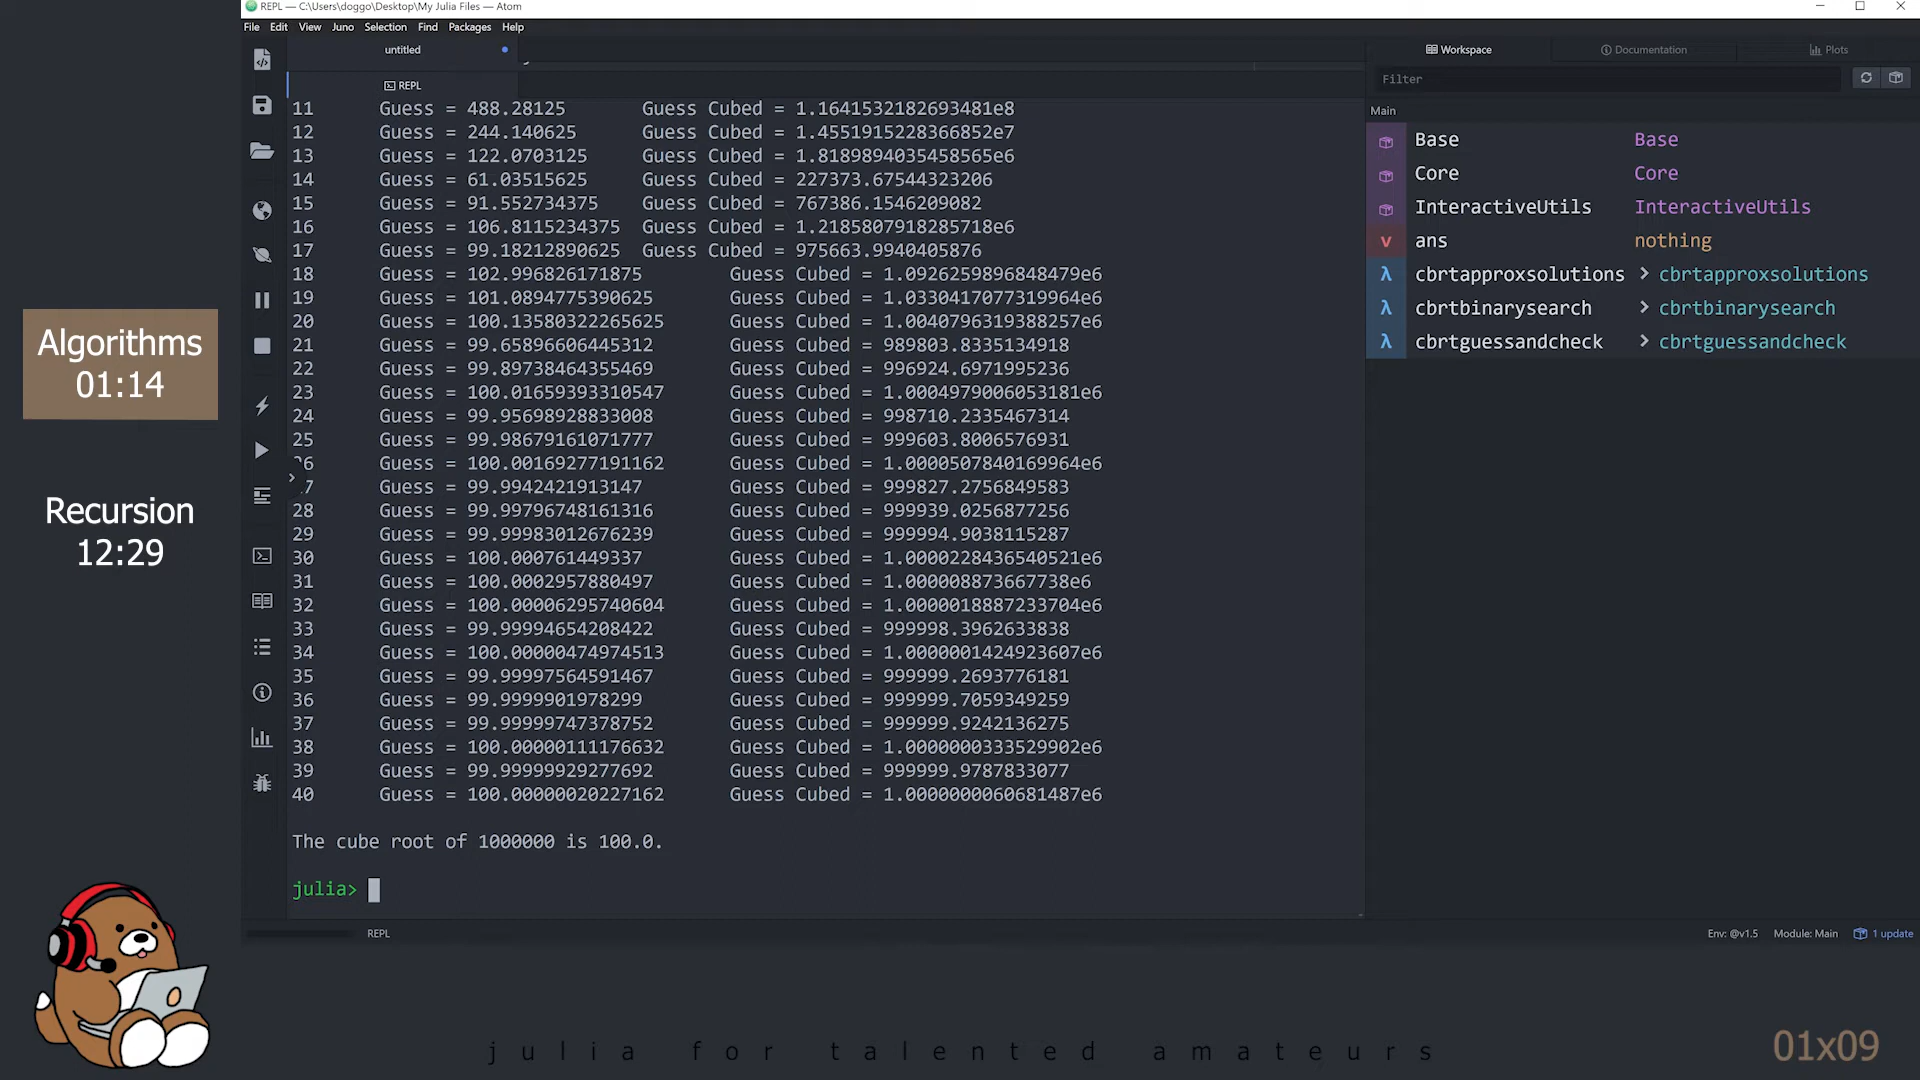 REPL — C:\Users\doggo\Desktop\My Julia Files — Atom
File Edit View Juno Selection Find Packages Help
untitled
REPL
11 Guess = 488.28125 Guess Cubed = 1.1641532182693481e8
12 Guess = 244.140625 Guess Cubed = 1.4551915228366852e7
13 Guess = 122.0703125 Guess Cubed = 1.8189894035458565e6
14 Guess = 61.03515625 Guess Cubed = 227373.67544323206
15 Guess = 91.552734375 Guess Cubed = 767386.1546209082
16 Guess = 106.8115234375 Guess Cubed = 1.2185807918285718e6
17 Guess = 99.18212890625 Guess Cubed = 975663.9940405876
18 Guess = 102.996826171875 Guess Cubed = 1.0926259896848479e6
19 Guess = 101.0894775390625 Guess Cubed = 1.0330417077319964e6
20 Guess = 100.13580322265625 Guess Cubed = 1.0040796319388257e6
21 Guess = 99.65896606445312 Guess Cubed = 989803.8335134918
22 Guess = 99.89738464355469 Guess Cubed = 996924.6971995236
23 Guess = 100.01659393310547 Guess Cubed = 1.0004979006053181e6
24 Guess = 99.95698928833008 Guess Cubed = 998710.2335467314
25 Guess = 99.98679161071777 Guess Cubed = 999603.8006576931
26 Guess = 100.00169277191162 Guess Cubed = 1.0000507840169964e6
27 Guess = 99.9942421913147 Guess Cubed = 999827.2756849583
28 Guess = 99.99796748161316 Guess Cubed = 999939.0256877256
29 Guess = 99.99983012676239 Guess Cubed = 999994.9038115287
30 Guess = 100.000761449337 Guess Cubed = 1.0000228436540521e6
31 Guess = 100.0002957880497 Guess Cubed = 1.000008873667738e6
32 Guess = 100.00006295740604 Guess Cubed = 1.0000018887233704e6
33 Guess = 99.99994654208422 Guess Cubed = 999998.3962633838
34 Guess = 100.00000474974513 Guess Cubed = 1.0000001424923607e6
35 Guess = 99.99997564591467 Guess Cubed = 999999.2693776181
36 Guess = 99.9999901978299 Guess Cubed = 999999.7059349259
37 Guess = 99.99999747378752 Guess Cubed = 999999.9242136275
38 Guess = 100.00000111176632 Guess Cubed = 1.0000000333529902e6
39 Guess = 99.99999929277692 Guess Cubed = 999999.9787833077
40 Guess = 100.00000020227162 Guess Cubed = 1.0000000060681487e6
The cube root of 1000000 is 100.0.
julia>
REPL
Workspace Documentation Plots
Filter
Main
Base Base
Core Core
InteractiveUtils InteractiveUtils
v ans nothing
λ cbrtapproxsolutions > cbrtapproxsolutions
λ cbrtbinarysearch > cbrtbinarysearch
λ cbrtguessandcheck > cbrtguessandcheck
Env: @v1.5 Module: Main 1 update
Algorithms
01:14
Recursion
12:29
julia for talented amateurs
01x09